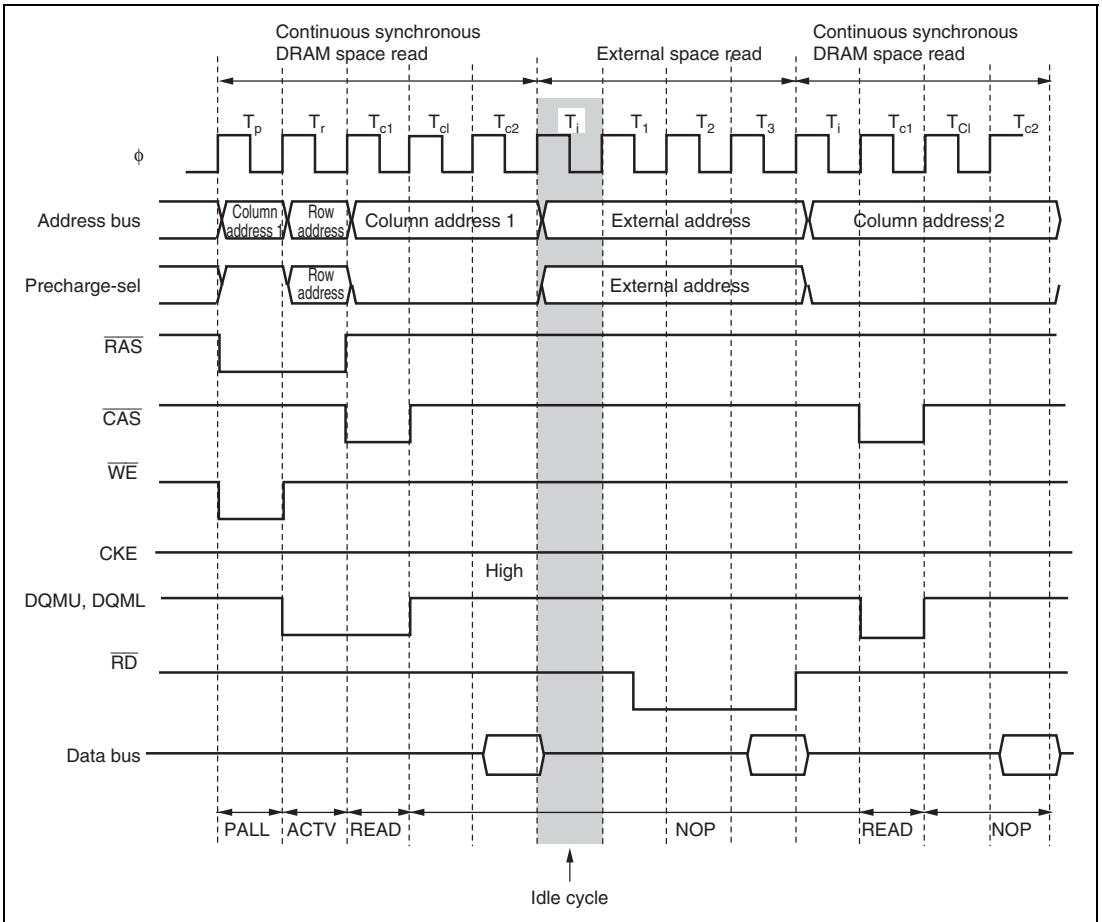 Continuous synchronous
DRAM space read
External space read
Continuous synchronous
DRAM space read
Tp Tr Tc1 Tcl Tc2 Ti T1 T2 T3 Ti Tc1 TCl Tc2
ϕ
Address bus
Column
address 1
Row
address
Column address 1
External address
Column address 2
Precharge-sel
Row
address
External address
RAS
CAS
WE
CKE
High
DQMU, DQML
RD
Data bus
PALL ACTV READ NOP READ NOP
Idle cycle